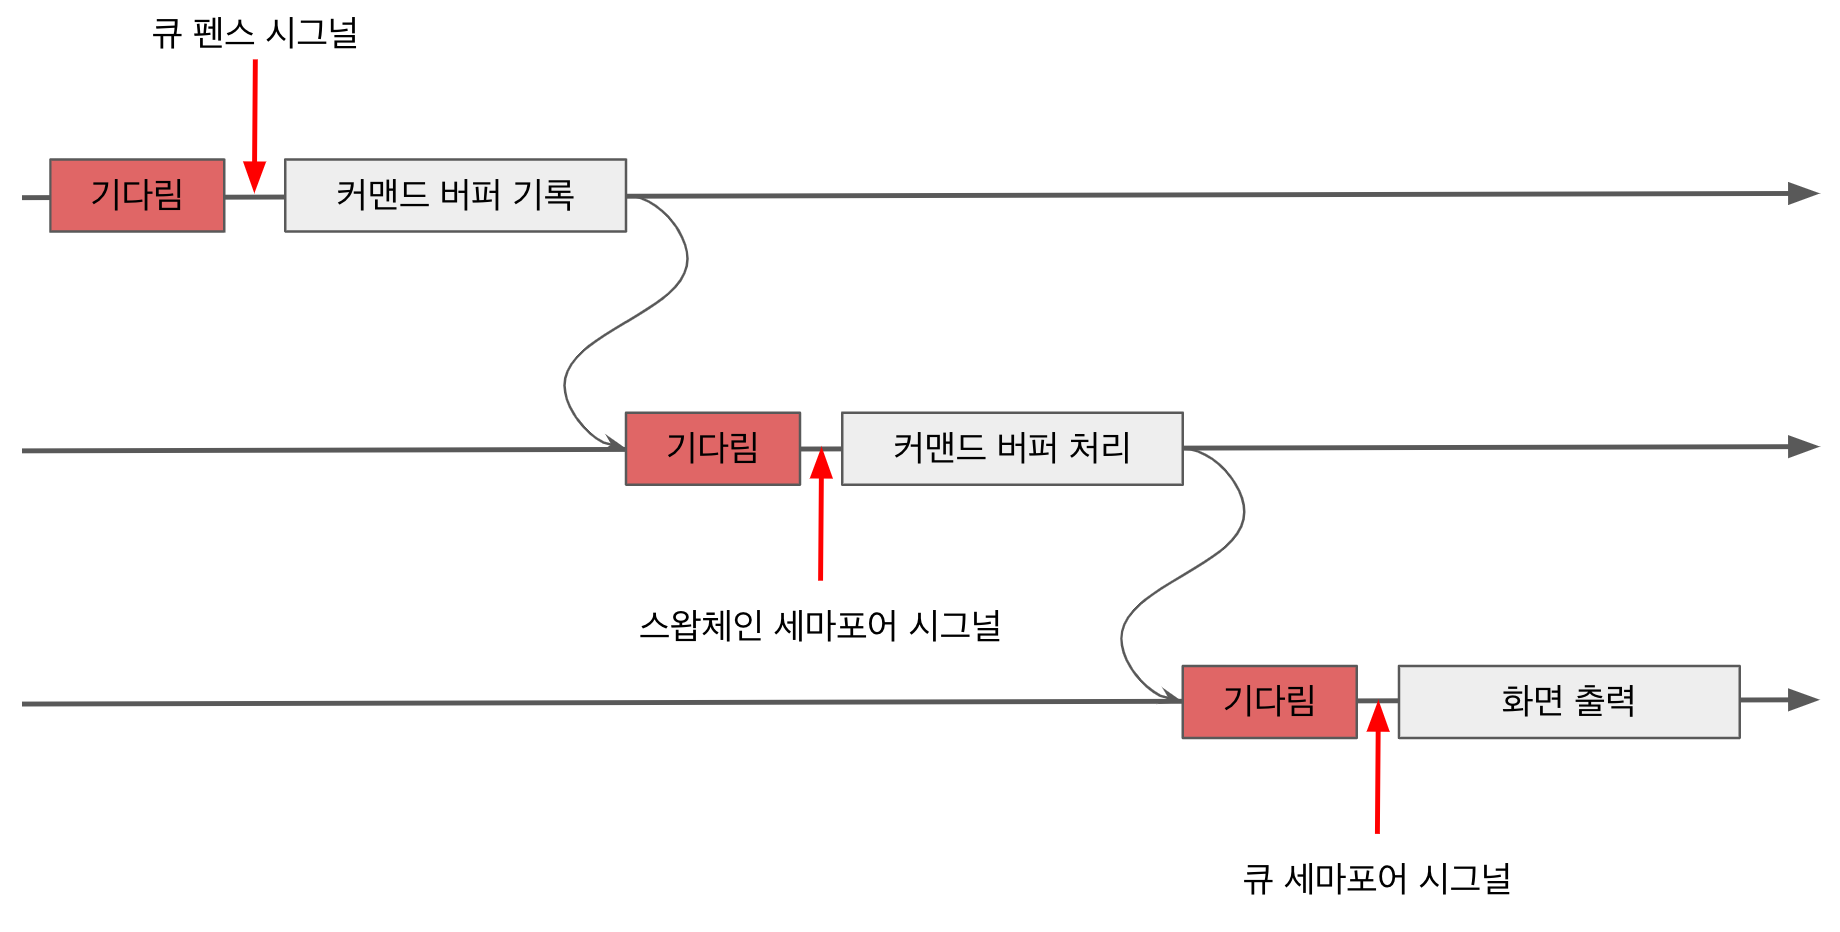 큐 펜스 시그널
기다림
커맨드 버퍼 기록
기다림
커맨드 버퍼 처리
스왑체인 세마포어 시그널
기다림
화면 출력
큐 세마포어 시그널